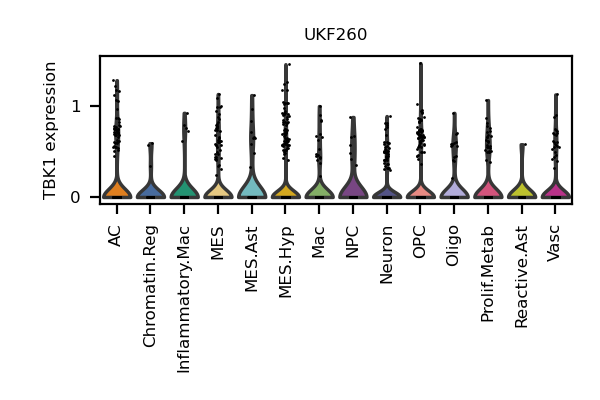 UKF260
TBK1 expression
1
0
AC
Chromatin.Reg
Inflammatory.Mac
MES
MES.Ast
MES.Hyp
Mac
NPC
Neuron
OPC
Oligo
Prolif.Metab
Reactive.Ast
Vasc